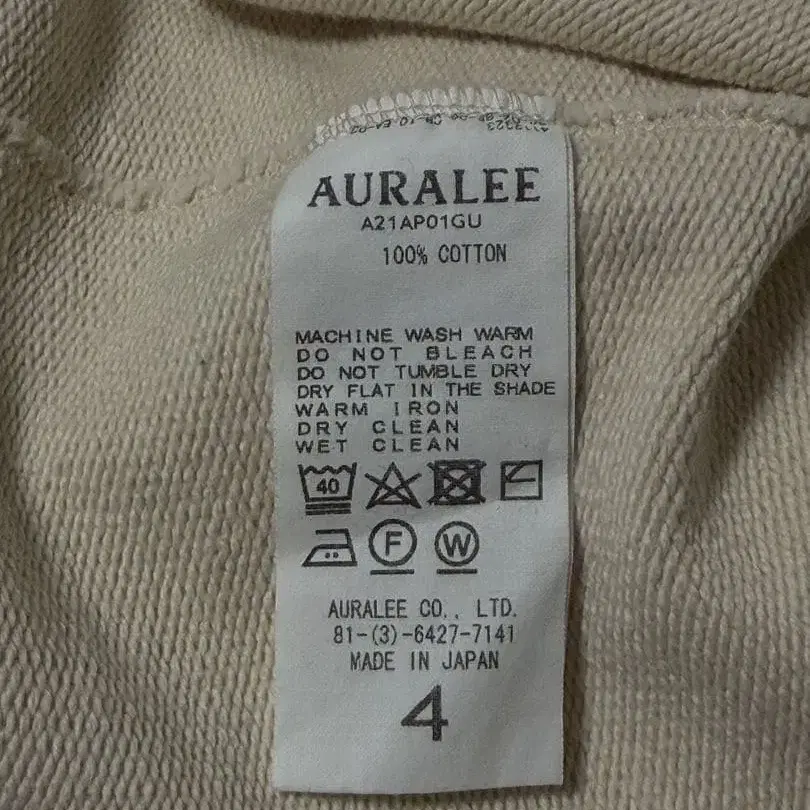 AURALEE
A21AP01GU
100% COTTON
MACHINE WASH WARM
DO NOT BLEACH
DO NOT TUMBLE DRY
DRY FLAT IN THE SHADE
WARM IRON
DRY CLEAN
WET CLEAN
40
F W
AURALEE CO., LTD.
81-(3)-6427-7141
MADE IN JAPAN
4